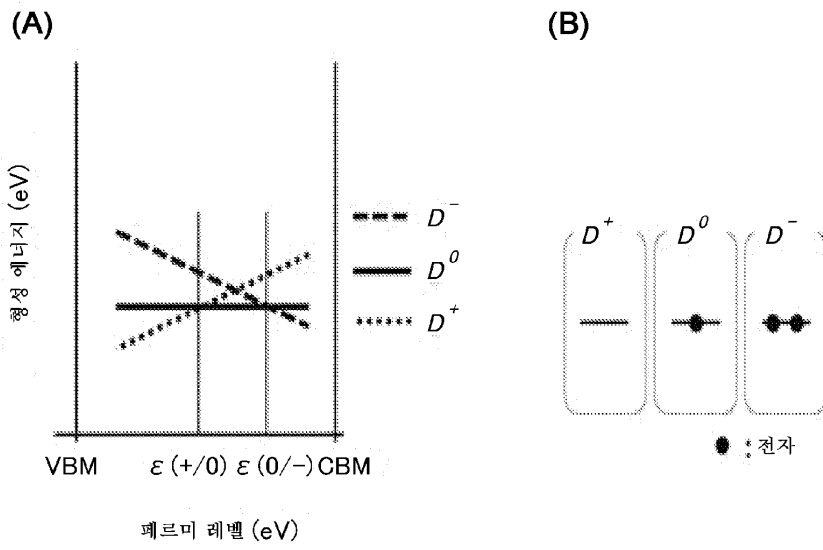 (A)
형성 에너지 (eV)
D⁻
D⁰
D⁺
VBM ε(+/0) ε(0/−) CBM
페르미 레벨 (eV)
(B)
D⁺ D⁰ D⁻
: 전자